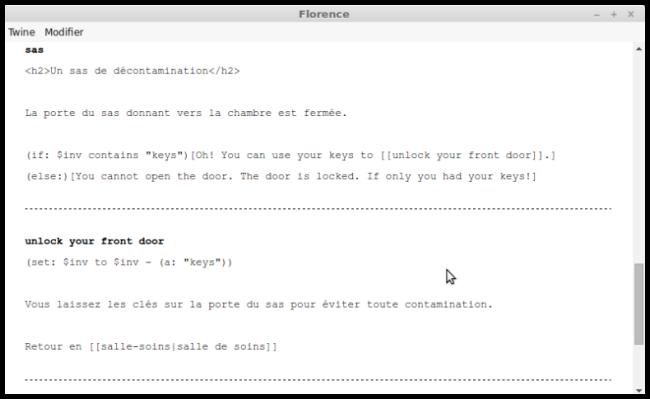 Florence
Twine Modifier
sas
<h2>Un sas de décontamination</h2>
La porte du sas donnant vers la chambre est fermée.
(if: $inv contains "keys")[Oh! You can use your keys to [[unlock your front door]].]
(else:)[You cannot open the door. The door is locked. If only you had your keys!]
unlock your front door
(set: $inv to $inv - (a: "keys"))
Vous laissez les clés sur la porte du sas pour éviter toute contamination.
Retour en [[salle-soins|salle de soins]]